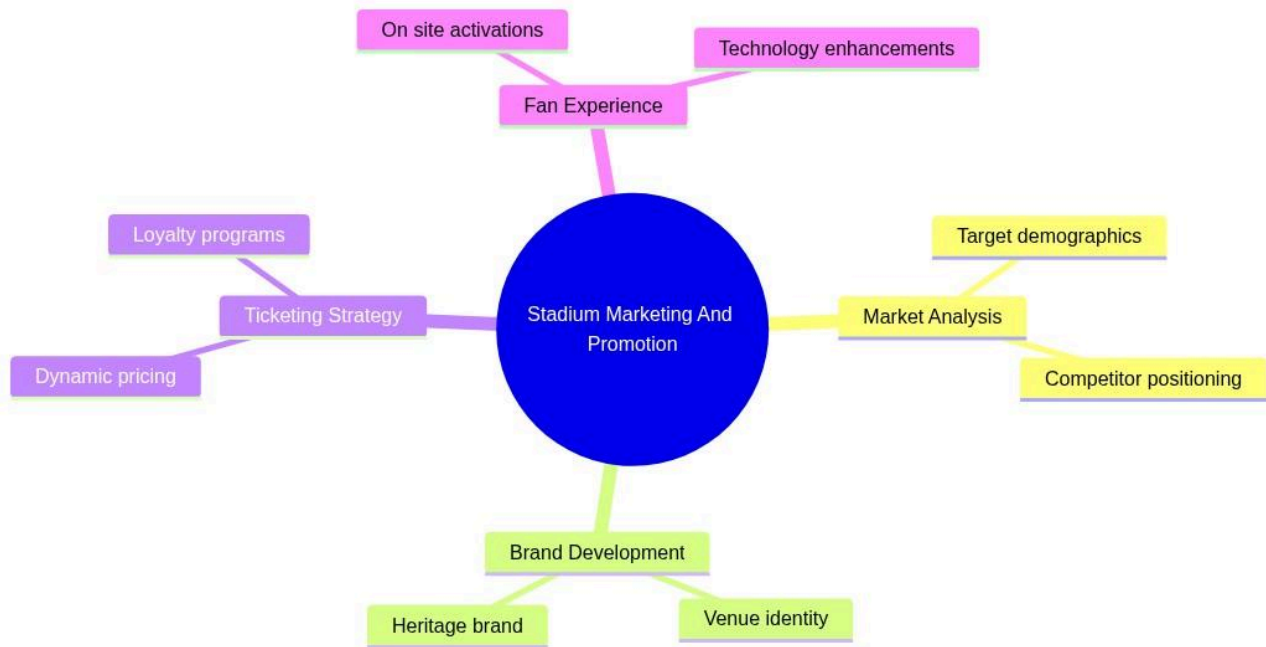 On site activations
Technology enhancements
Fan Experience
Loyalty programs
Target demographics
Ticketing Strategy
Stadium Marketing And
Promotion
Market Analysis
Dynamic pricing
Competitor positioning
Brand Development
Heritage brand
Venue identity